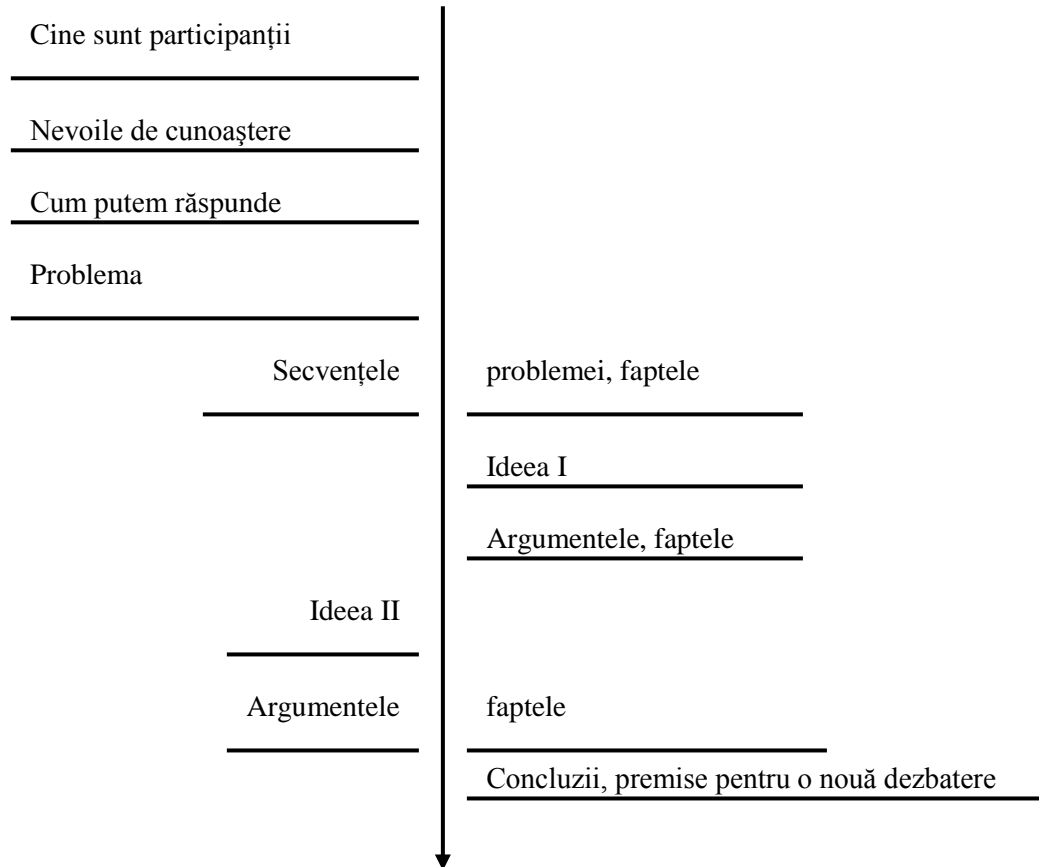 Cine sunt participanții
Nevoile de cunoaştere
Cum putem răspunde
Problema
Secvențele problemei, faptele
Ideea I
Argumentele, faptele
Ideea II
Argumentele faptele
Concluzii, premise pentru o nouă dezbatere